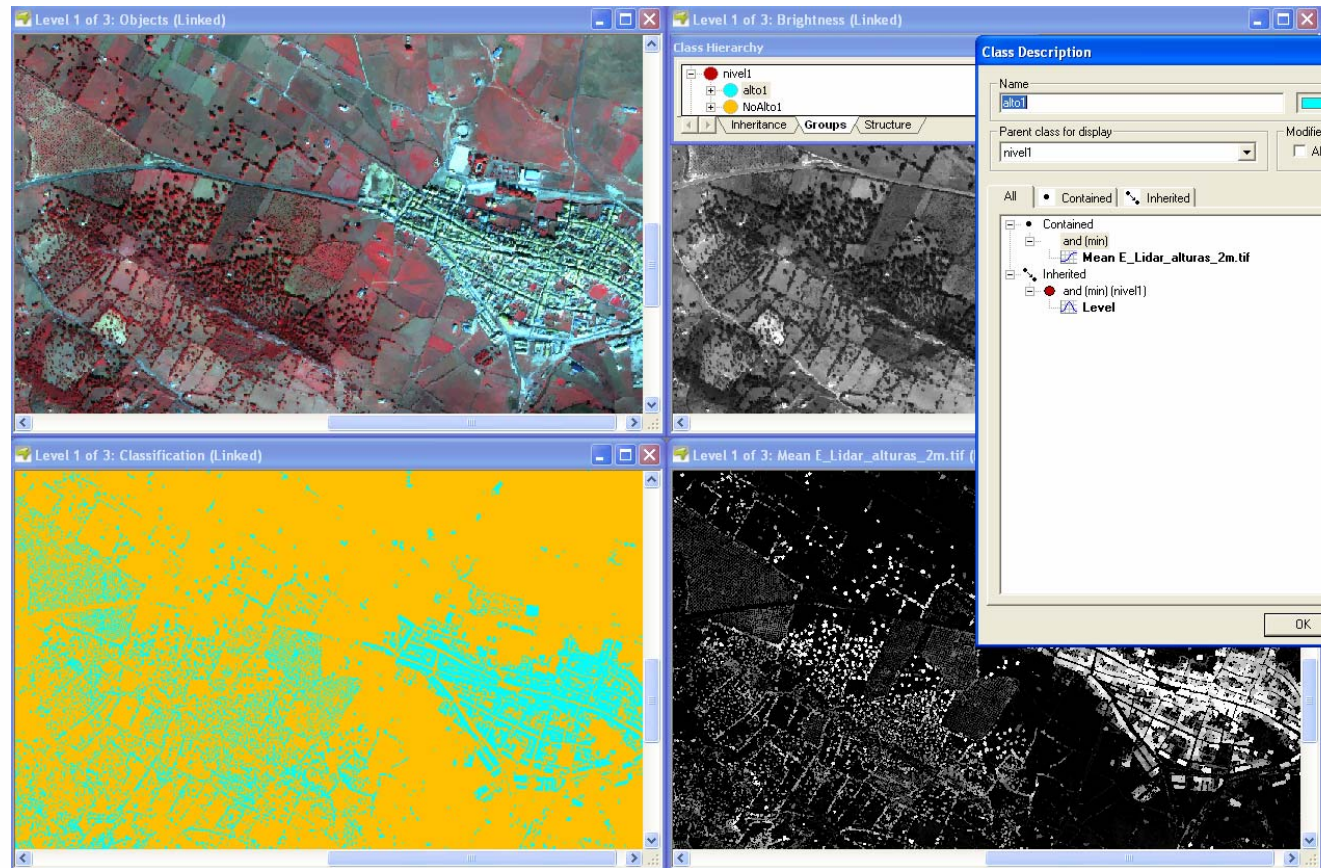 Level 1 of 3: Objects (Linked)
Level 1 of 3: Brightness (Linked)
Class Hierarchy
nivel1
alto1
NoAlto1
Inheritance Groups Structure
Class Description
Name
alto1
Parent class for display
nivel1
Modifie
All Contained Inherited
Contained
and (min)
Mean E_Lidar_alturas_2m.tif
Inherited
and (min) (nivel1)
Level
OK
Level 1 of 3: Classification (Linked)
Level 1 of 3: Mean E_Lidar_alturas_2m.tif (